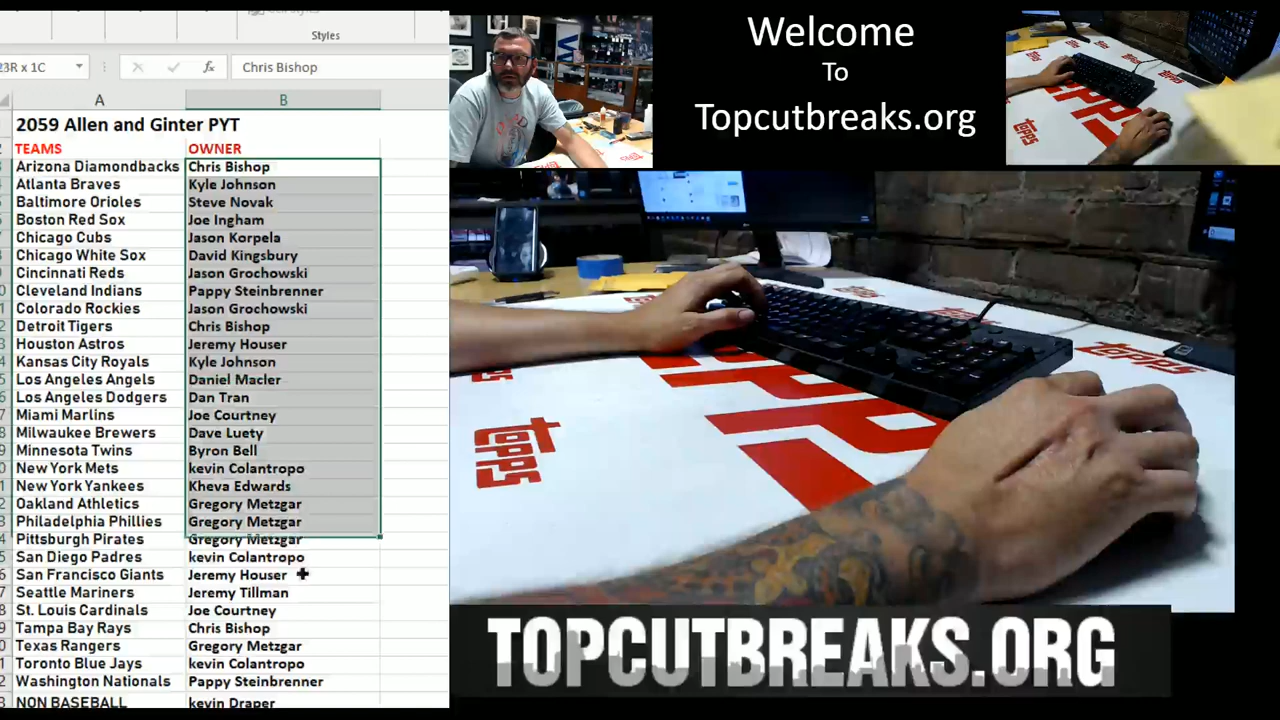 Styles
23R x 1C
fx
Chris Bishop
A B
2059 Allen and Ginter PYT
TEAMS OWNER
Arizona Diamondbacks Chris Bishop
Atlanta Braves Kyle Johnson
Baltimore Orioles Steve Novak
Boston Red Sox Joe Ingham
Chicago Cubs Jason Korpela
Chicago White Sox David Kingsbury
Cincinnati Reds Jason Grochowski
Cleveland Indians Pappy Steinbrenner
Colorado Rockies Jason Grochowski
Detroit Tigers Chris Bishop
Houston Astros Jeremy Houser
Kansas City Royals Kyle Johnson
Los Angeles Angels Daniel Macler
Los Angeles Dodgers Dan Tran
Miami Marlins Joe Courtney
Milwaukee Brewers Dave Luety
Minnesota Twins Byron Bell
New York Mets kevin Colantropo
New York Yankees Kheva Edwards
Oakland Athletics Gregory Metzgar
Philadelphia Phillies Gregory Metzgar
Pittsburgh Pirates Gregory Metzgar
San Diego Padres kevin Colantropo
San Francisco Giants Jeremy Houser
Seattle Mariners Jeremy Tillman
St. Louis Cardinals Joe Courtney
Tampa Bay Rays Chris Bishop
Texas Rangers Gregory Metzgar
Toronto Blue Jays kevin Colantropo
Washington Nationals Pappy Steinbrenner
NON BASEBALL kevin Draper
Welcome
To
Topcutbreaks.org
TOPPS
TOPPS
TOPPS
TOPCUTBREAKS.ORG